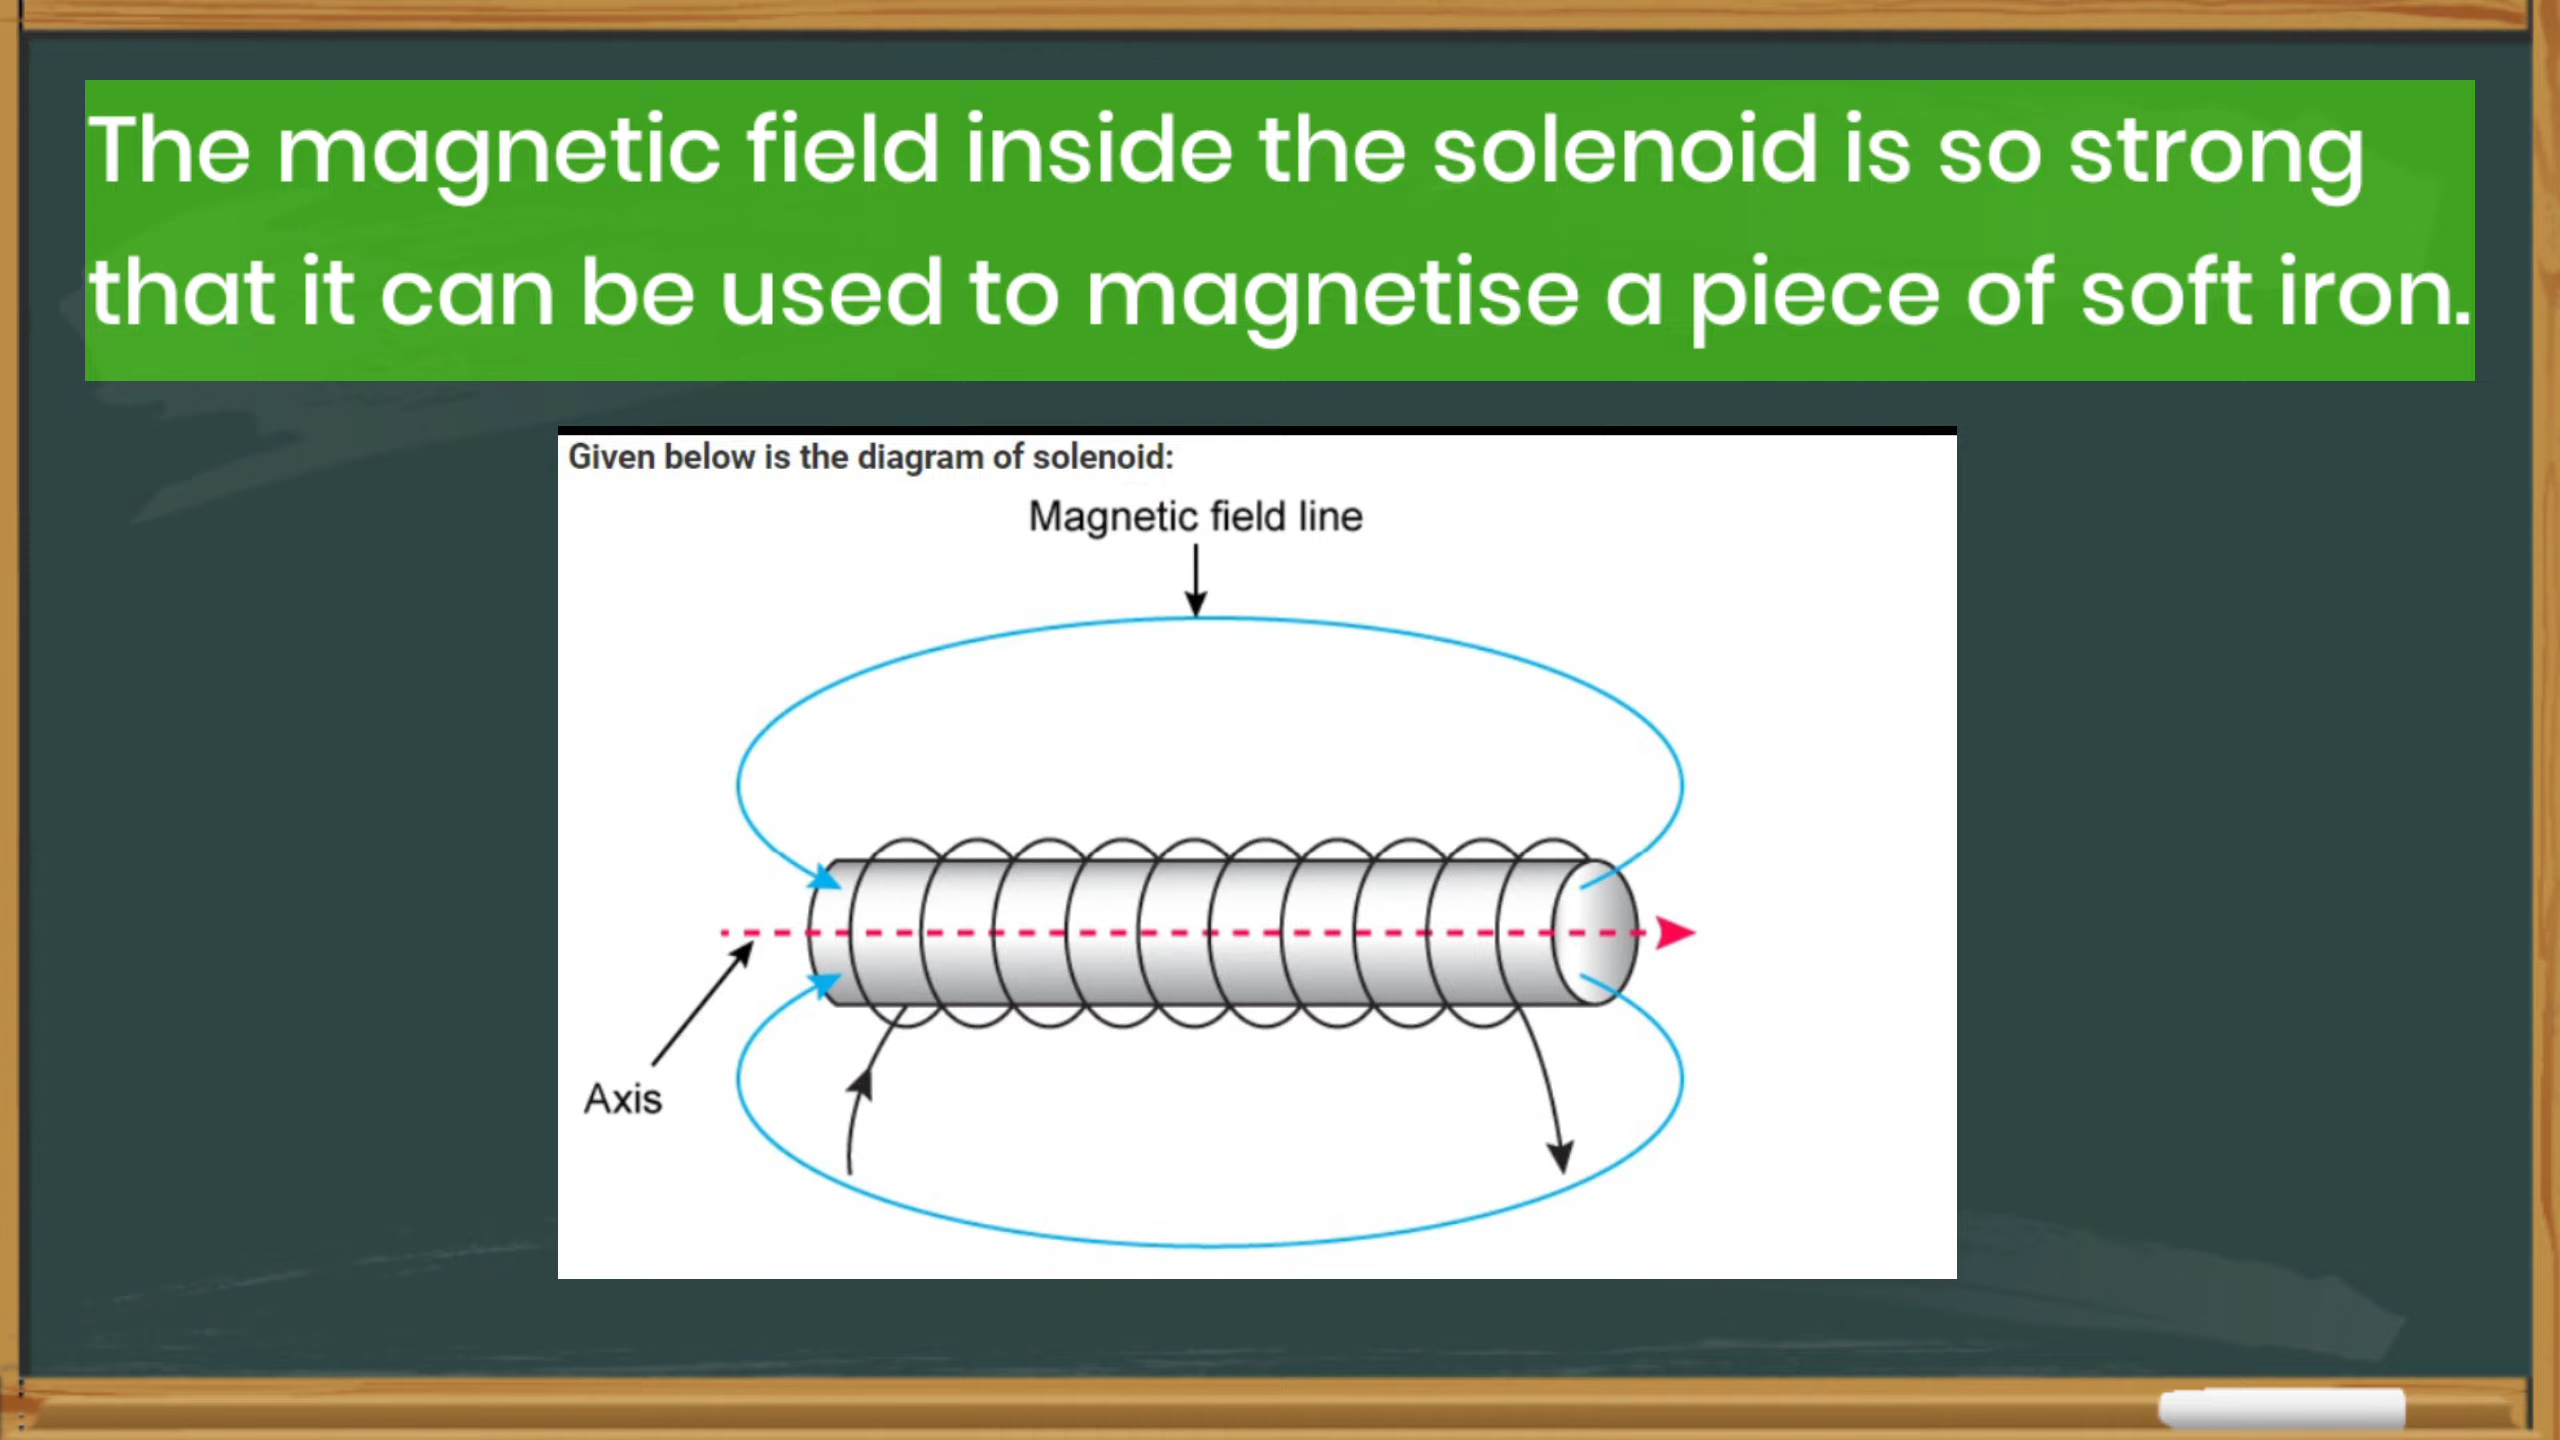 The magnetic field inside the solenoid is so strong
that it can be used to magnetise a piece of soft iron.
Given below is the diagram of solenoid:
Magnetic field line
Axis